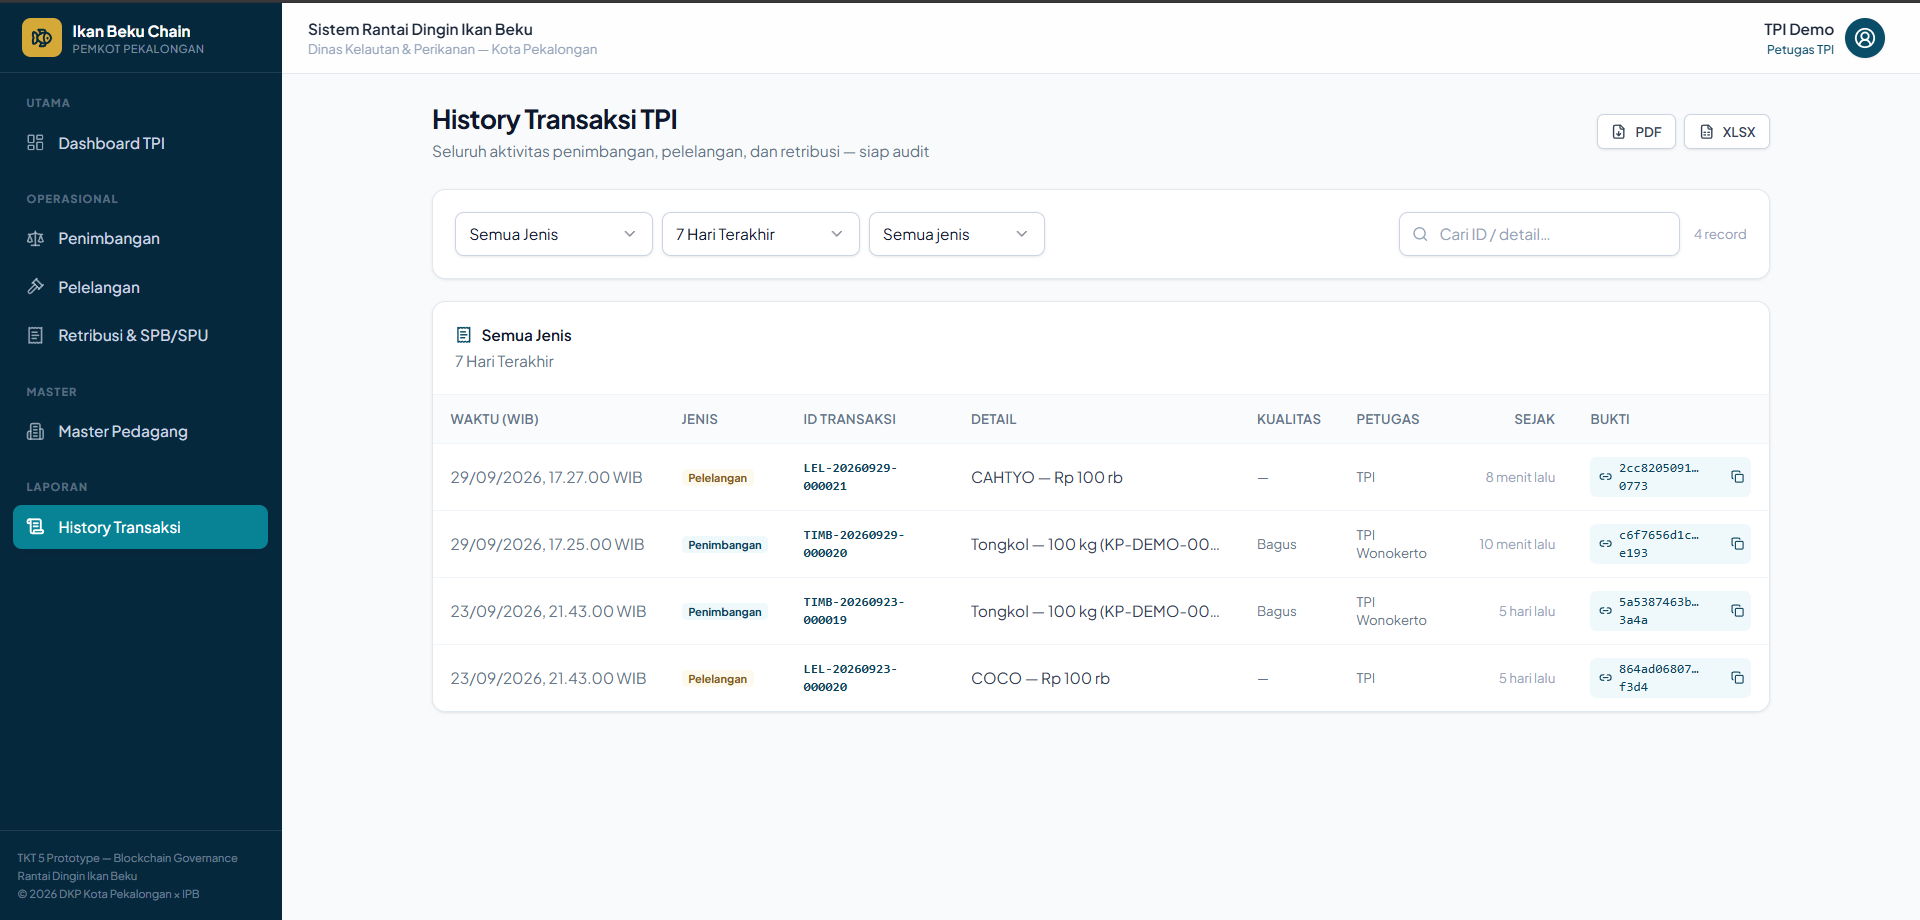 Ikan Beku Chain
PEMKOT PEKALONGAN
UTAMA
Dashboard TPI
OPERASIONAL
Penimbangan
Pelelangan
Retribusi & SPB/SPU
MASTER
Master Pedagang
LAPORAN
History Transaksi
TKT 5 Prototype — Blockchain Governance
Rantai Dingin Ikan Beku
© 2026 DKP Kota Pekalongan × IPB
Sistem Rantai Dingin Ikan Beku
Dinas Kelautan & Perikanan — Kota Pekalongan
TPI Demo
Petugas TPI
History Transaksi TPI
Seluruh aktivitas penimbangan, pelelangan, dan retribusi — siap audit
PDF
XLSX
Semua Jenis
7 Hari Terakhir
Semua jenis
Cari ID / detail...
4 record
Semua Jenis
7 Hari Terakhir
WAKTU (WIB) JENIS ID TRANSAKSI DETAIL KUALITAS PETUGAS SEJAK BUKTI
29/09/2026, 17.27.00 WIB Pelelangan LEL-20260929-000021 CAHTYO — Rp 100 rb — TPI 8 menit lalu 2cc8205091…0773
29/09/2026, 17.25.00 WIB Penimbangan TIMB-20260929-000020 Tongkol — 100 kg (KP-DEMO-00… Bagus TPI Wonokerto 10 menit lalu c6f7656d1c…e193
23/09/2026, 21.43.00 WIB Penimbangan TIMB-20260923-000019 Tongkol — 100 kg (KP-DEMO-00… Bagus TPI Wonokerto 5 hari lalu 5a5387463b…3a4a
23/09/2026, 21.43.00 WIB Pelelangan LEL-20260923-000020 COCO — Rp 100 rb — TPI 5 hari lalu 864ad06807…f3d4